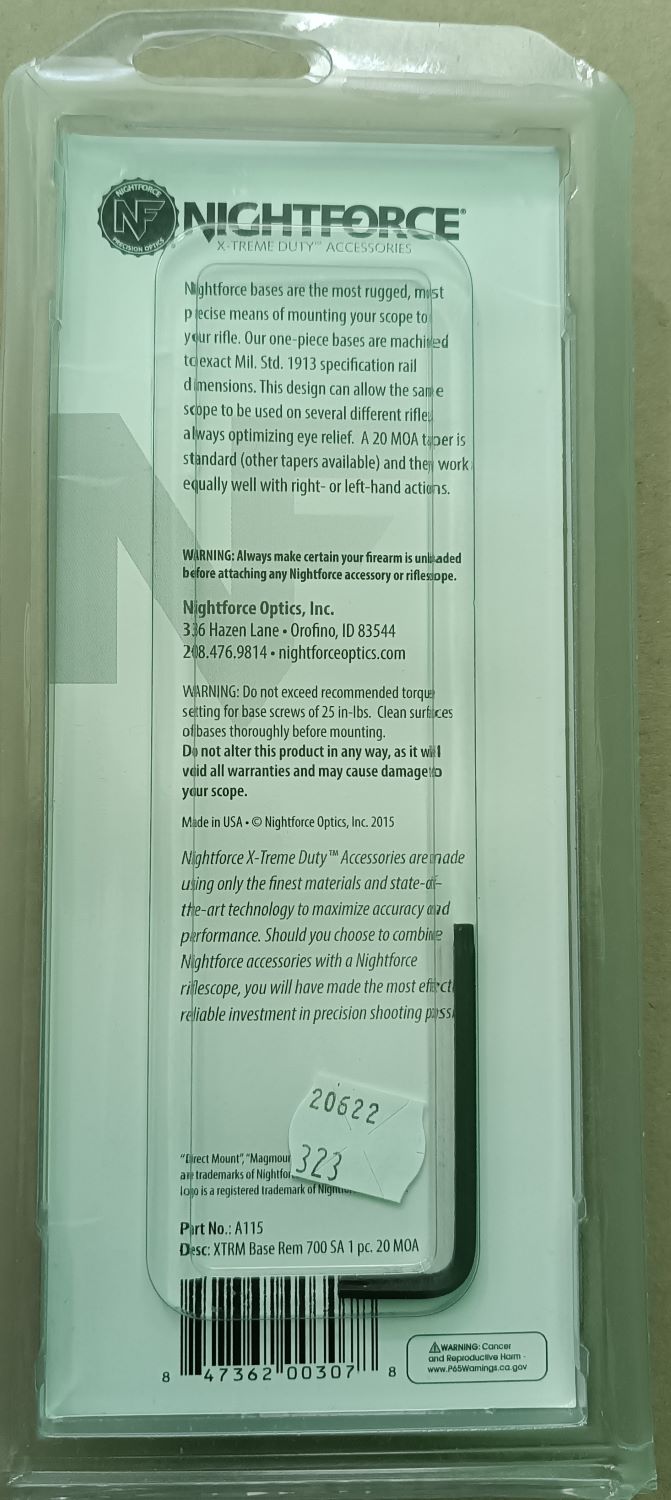 NIGHTFORCE
NF
PRECISION OPTICS
NIGHTFORCE®
X-TREME DUTY™ ACCESSORIES
Nightforce bases are the most rugged, most
precise means of mounting your scope to
your rifle. Our one-piece bases are machined
to exact Mil. Std. 1913 specification rail
dimensions. This design can allow the same
scope to be used on several different rifles
always optimizing eye relief. A 20 MOA taper is
standard (other tapers available) and they work
equally well with right- or left-hand actions.
WARNING: Always make certain your firearm is unloaded
before attaching any Nightforce accessory or riflescope.
Nightforce Optics, Inc.
336 Hazen Lane • Orofino, ID 83544
208.476.9814 • nightforceoptics.com
WARNING: Do not exceed recommended torque
setting for base screws of 25 in-lbs. Clean surfaces
of bases thoroughly before mounting.
Do not alter this product in any way, as it will
void all warranties and may cause damage to
your scope.
Made in USA • © Nightforce Optics, Inc. 2015
Nightforce X-Treme Duty™ Accessories are made
using only the finest materials and state-of-
the-art technology to maximize accuracy and
performance. Should you choose to combine
Nightforce accessories with a Nightforce
riflescope, you will have made the most
reliable investment in precision shooting
20622
323
"Direct Mount", "Magmou
are trademarks of Nightfor
Logo is a registered trademark of
Part No.: A115
Desc: XTRM Base Rem 700 SA 1 pc. 20 MOA
8 47362 00307 8
⚠WARNING: Cancer
and Reproductive Harm -
www.P65Warnings.ca.gov